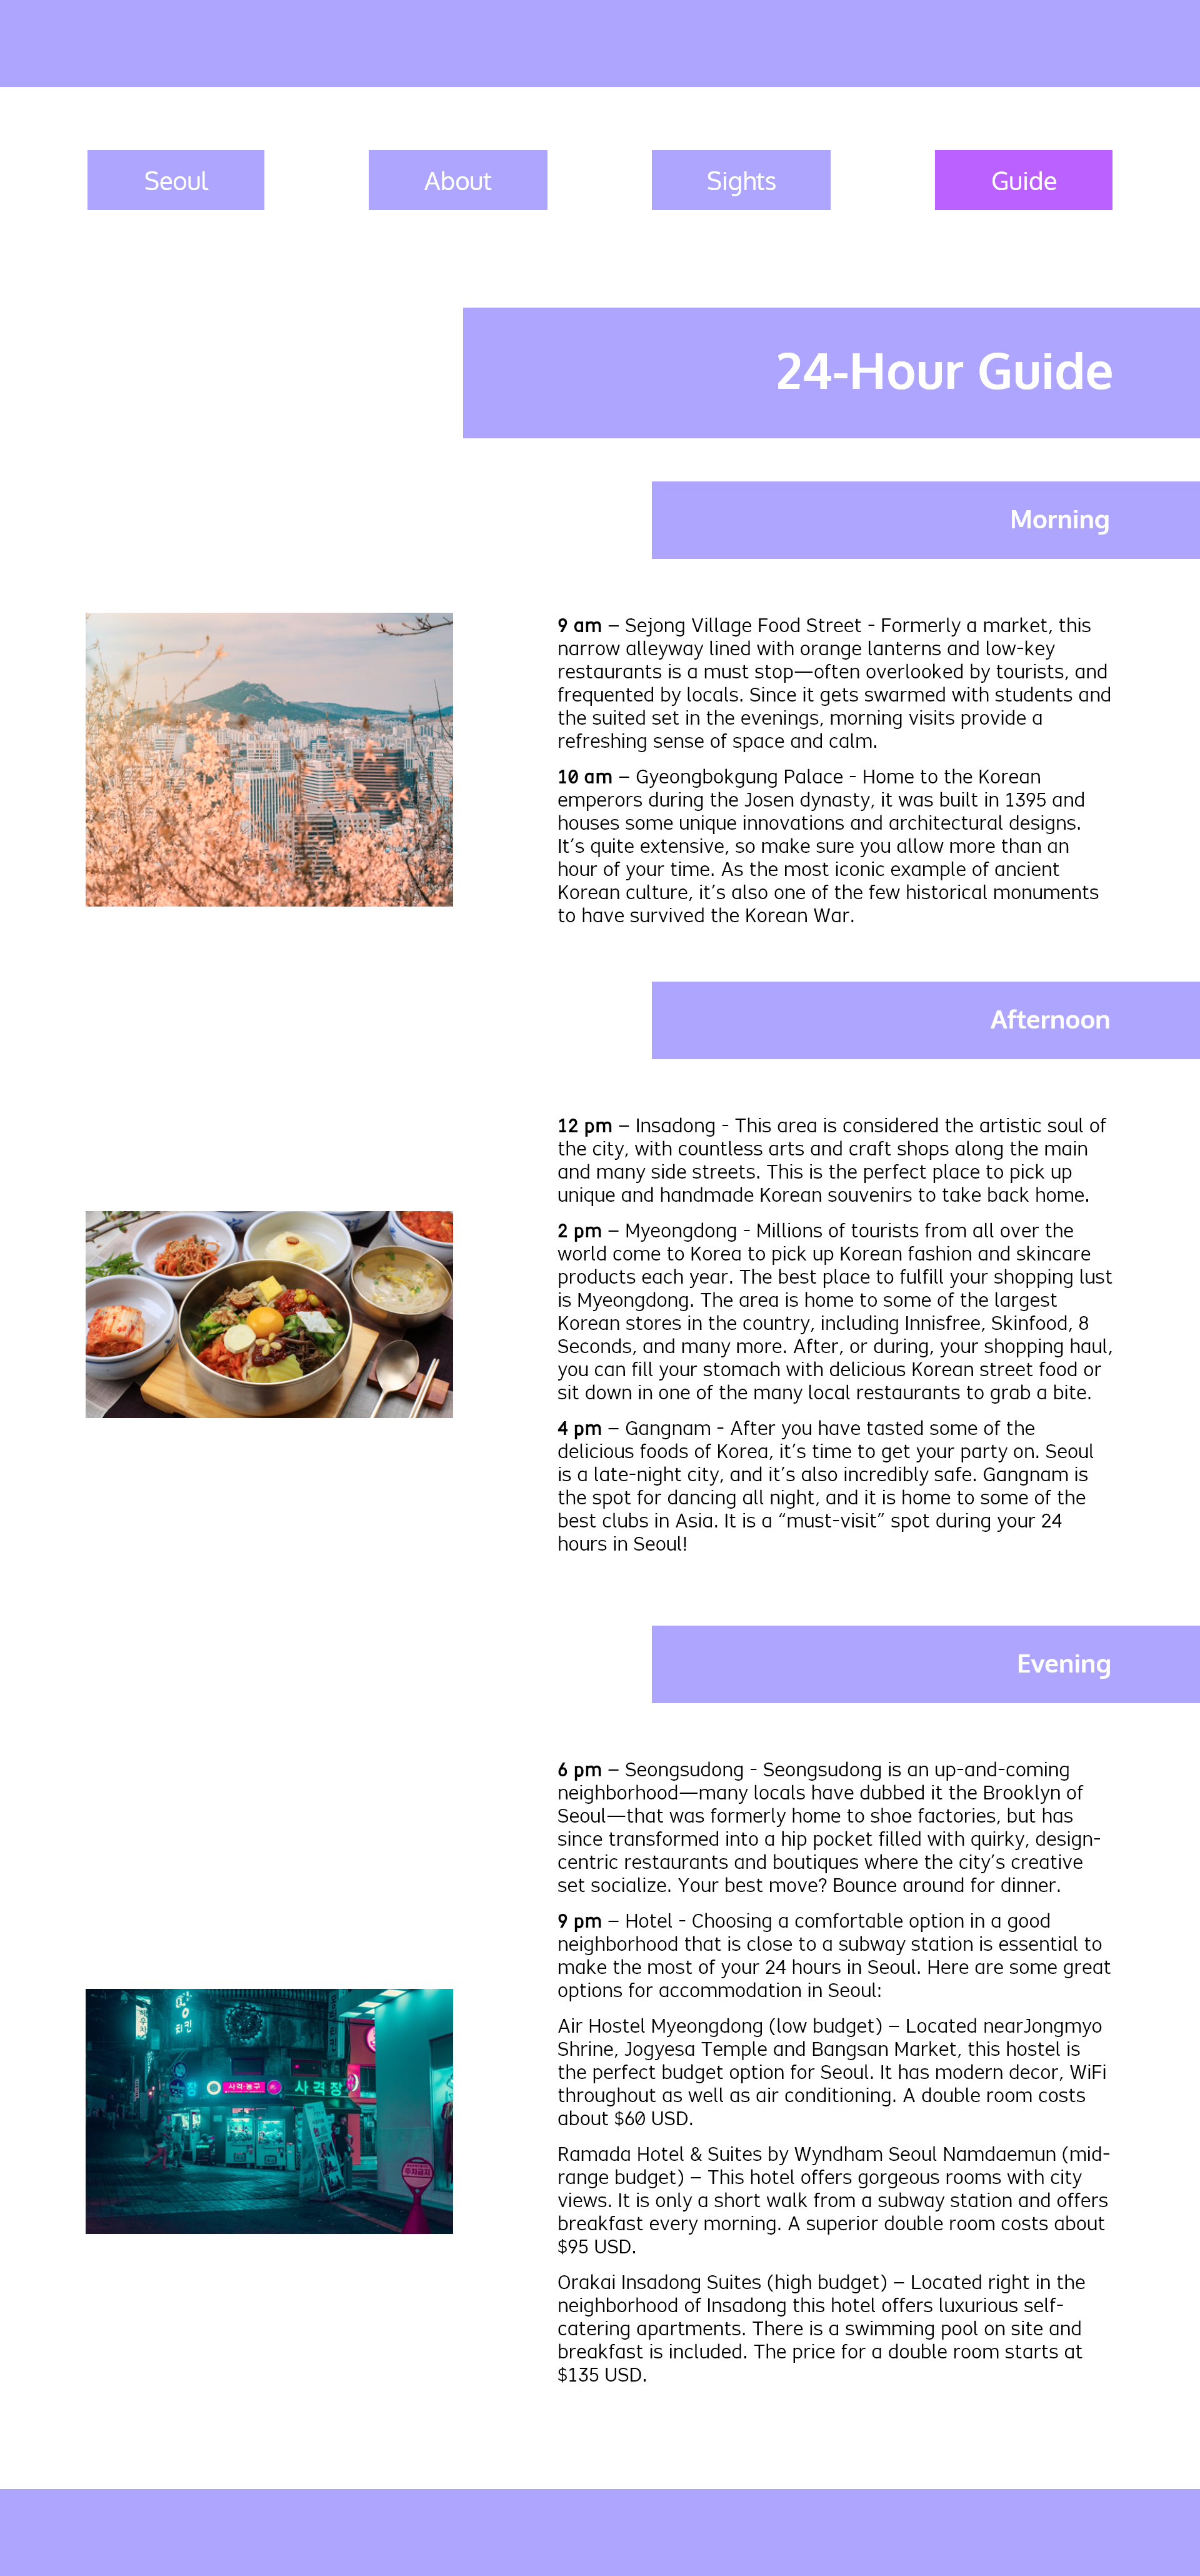 Seoul
About
Sights
Guide
24-Hour Guide
Morning
9 am – Sejong Village Food Street - Formerly a market, this
narrow alleyway lined with orange lanterns and low-key
restaurants is a must stop—often overlooked by tourists, and
frequented by locals. Since it gets swarmed with students and
the suited set in the evenings, morning visits provide a
refreshing sense of space and calm.
10 am – Gyeongbokgung Palace - Home to the Korean
emperors during the Josen dynasty, it was built in 1395 and
houses some unique innovations and architectural designs.
It’s quite extensive, so make sure you allow more than an
hour of your time. As the most iconic example of ancient
Korean culture, it’s also one of the few historical monuments
to have survived the Korean War.
Afternoon
12 pm – Insadong - This area is considered the artistic soul of
the city, with countless arts and craft shops along the main
and many side streets. This is the perfect place to pick up
unique and handmade Korean souvenirs to take back home.
2 pm – Myeongdong - Millions of tourists from all over the
world come to Korea to pick up Korean fashion and skincare
products each year. The best place to fulfill your shopping lust
is Myeongdong. The area is home to some of the largest
Korean stores in the country, including Innisfree, Skinfood, 8
Seconds, and many more. After, or during, your shopping haul,
you can fill your stomach with delicious Korean street food or
sit down in one of the many local restaurants to grab a bite.
4 pm – Gangnam - After you have tasted some of the
delicious foods of Korea, it’s time to get your party on. Seoul
is a late-night city, and it’s also incredibly safe. Gangnam is
the spot for dancing all night, and it is home to some of the
best clubs in Asia. It is a “must-visit” spot during your 24
hours in Seoul!
Evening
6 pm – Seongsudong - Seongsudong is an up-and-coming
neighborhood—many locals have dubbed it the Brooklyn of
Seoul—that was formerly home to shoe factories, but has
since transformed into a hip pocket filled with quirky, design-
centric restaurants and boutiques where the city’s creative
set socialize. Your best move? Bounce around for dinner.
9 pm – Hotel - Choosing a comfortable option in a good
neighborhood that is close to a subway station is essential to
make the most of your 24 hours in Seoul. Here are some great
options for accommodation in Seoul:
Air Hostel Myeongdong (low budget) – Located nearJongmyo
Shrine, Jogyesa Temple and Bangsan Market, this hostel is
the perfect budget option for Seoul. It has modern decor, WiFi
throughout as well as air conditioning. A double room costs
about $60 USD.
Ramada Hotel & Suites by Wyndham Seoul Namdaemun (mid-
range budget) – This hotel offers gorgeous rooms with city
views. It is only a short walk from a subway station and offers
breakfast every morning. A superior double room costs about
$95 USD.
Orakai Insadong Suites (high budget) – Located right in the
neighborhood of Insadong this hotel offers luxurious self-
catering apartments. There is a swimming pool on site and
breakfast is included. The price for a double room starts at
$135 USD.
치킨
사격·농구
사격장
주차금지